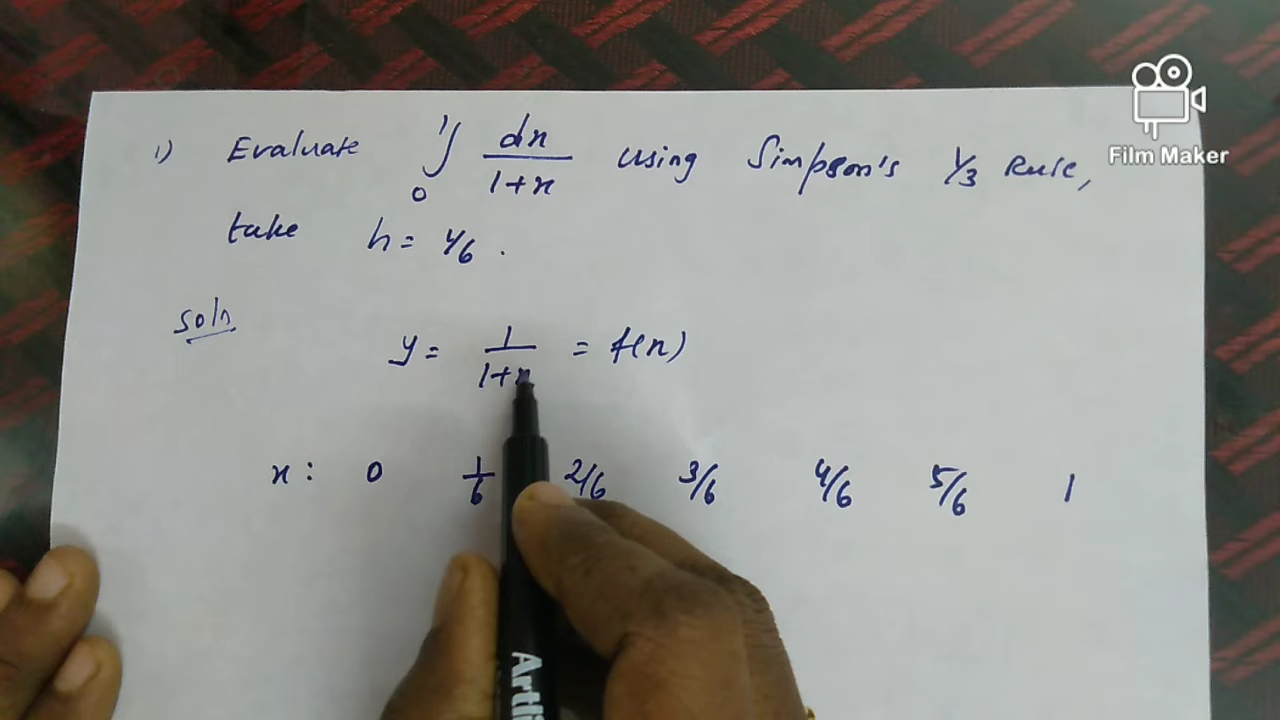 1) Evaluate ₀¹∫ dx/1+x using Simpson's 1/3 Rule,
take h = 1/6 .
soln
y = 1/1+x = f(x)
x : 0 1/6 2/6 3/6 4/6 5/6 1
Film Maker
Artli